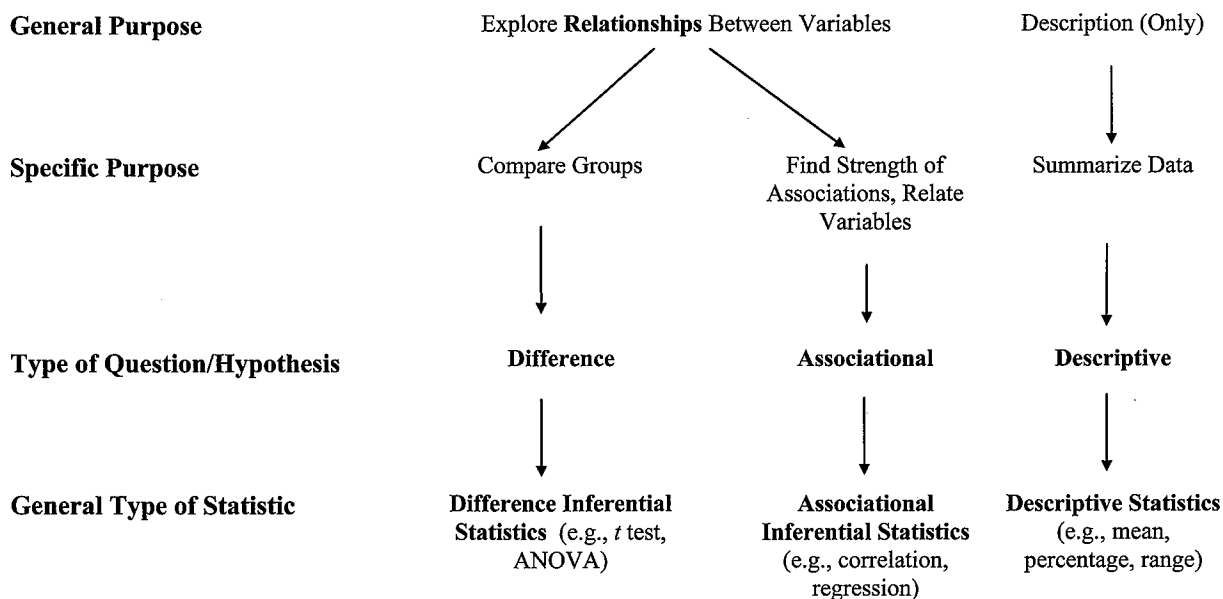 General Purpose
Explore Relationships Between Variables
Description (Only)
Specific Purpose
Compare Groups
Find Strength of
Associations, Relate
Variables
Summarize Data
Type of Question/Hypothesis
Difference
Associational
Descriptive
General Type of Statistic
Difference Inferential
Statistics (e.g., t test,
ANOVA)
Associational
Inferential Statistics
(e.g., correlation,
regression)
Descriptive Statistics
(e.g., mean,
percentage, range)